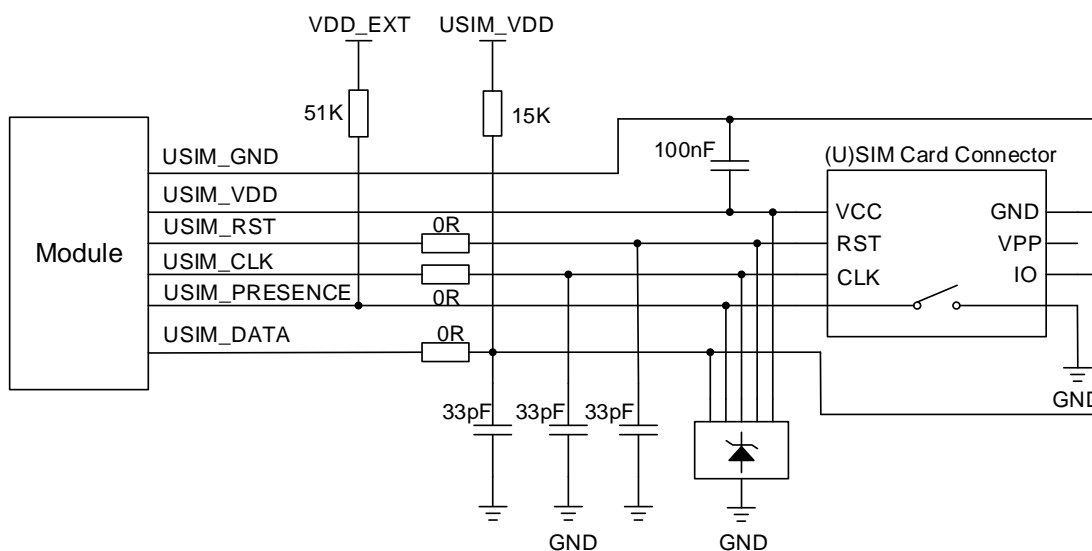 VDD_EXT USIM_VDD
51K 15K
USIM_GND
100nF
(U)SIM Card Connector
USIM_VDD
VCC GND
USIM_RST 0R
RST VPP
Module
USIM_CLK
CLK IO
USIM_PRESENCE 0R
USIM_DATA 0R
GND
33pF 33pF 33pF
GND GND